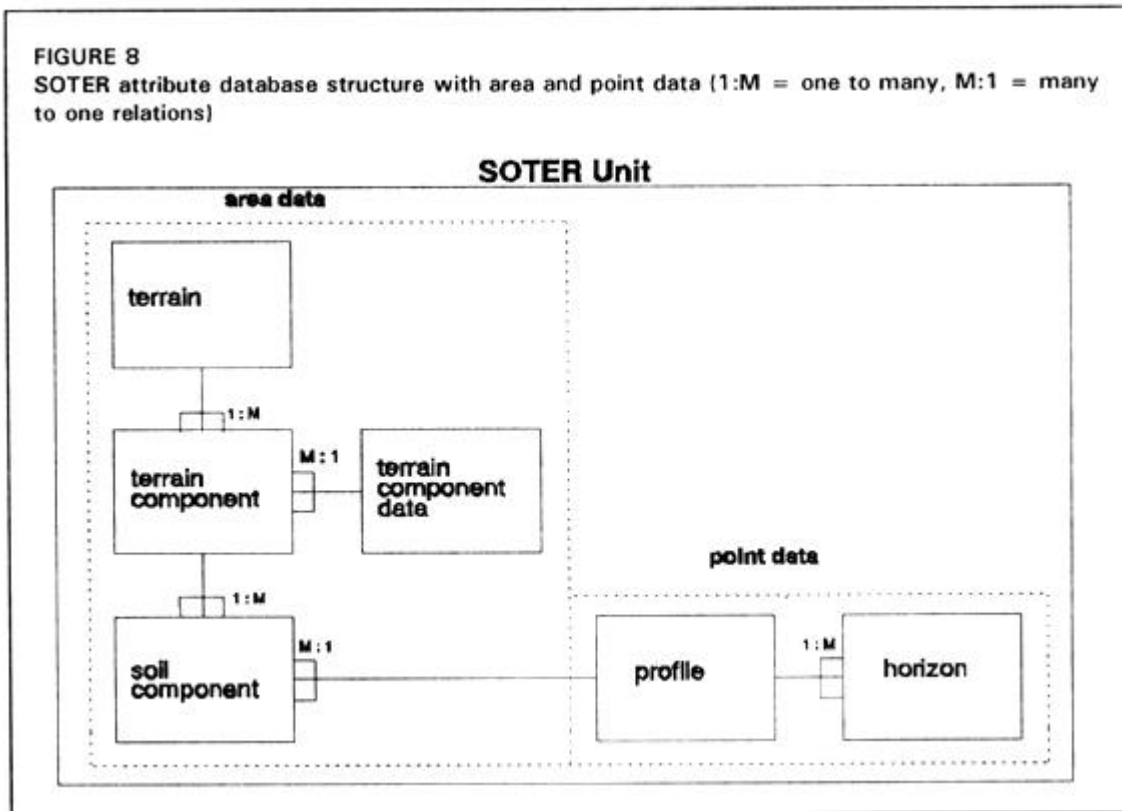 FIGURE 8
SOTER attribute database structure with area and point data (1:M = one to many, M:1 = many
to one relations)
SOTER Unit
area data
terrain
1:M
terrain
component
M:1
terrain
component
data
1:M
soil
component
M:1
point data
profile
1:M
horizon